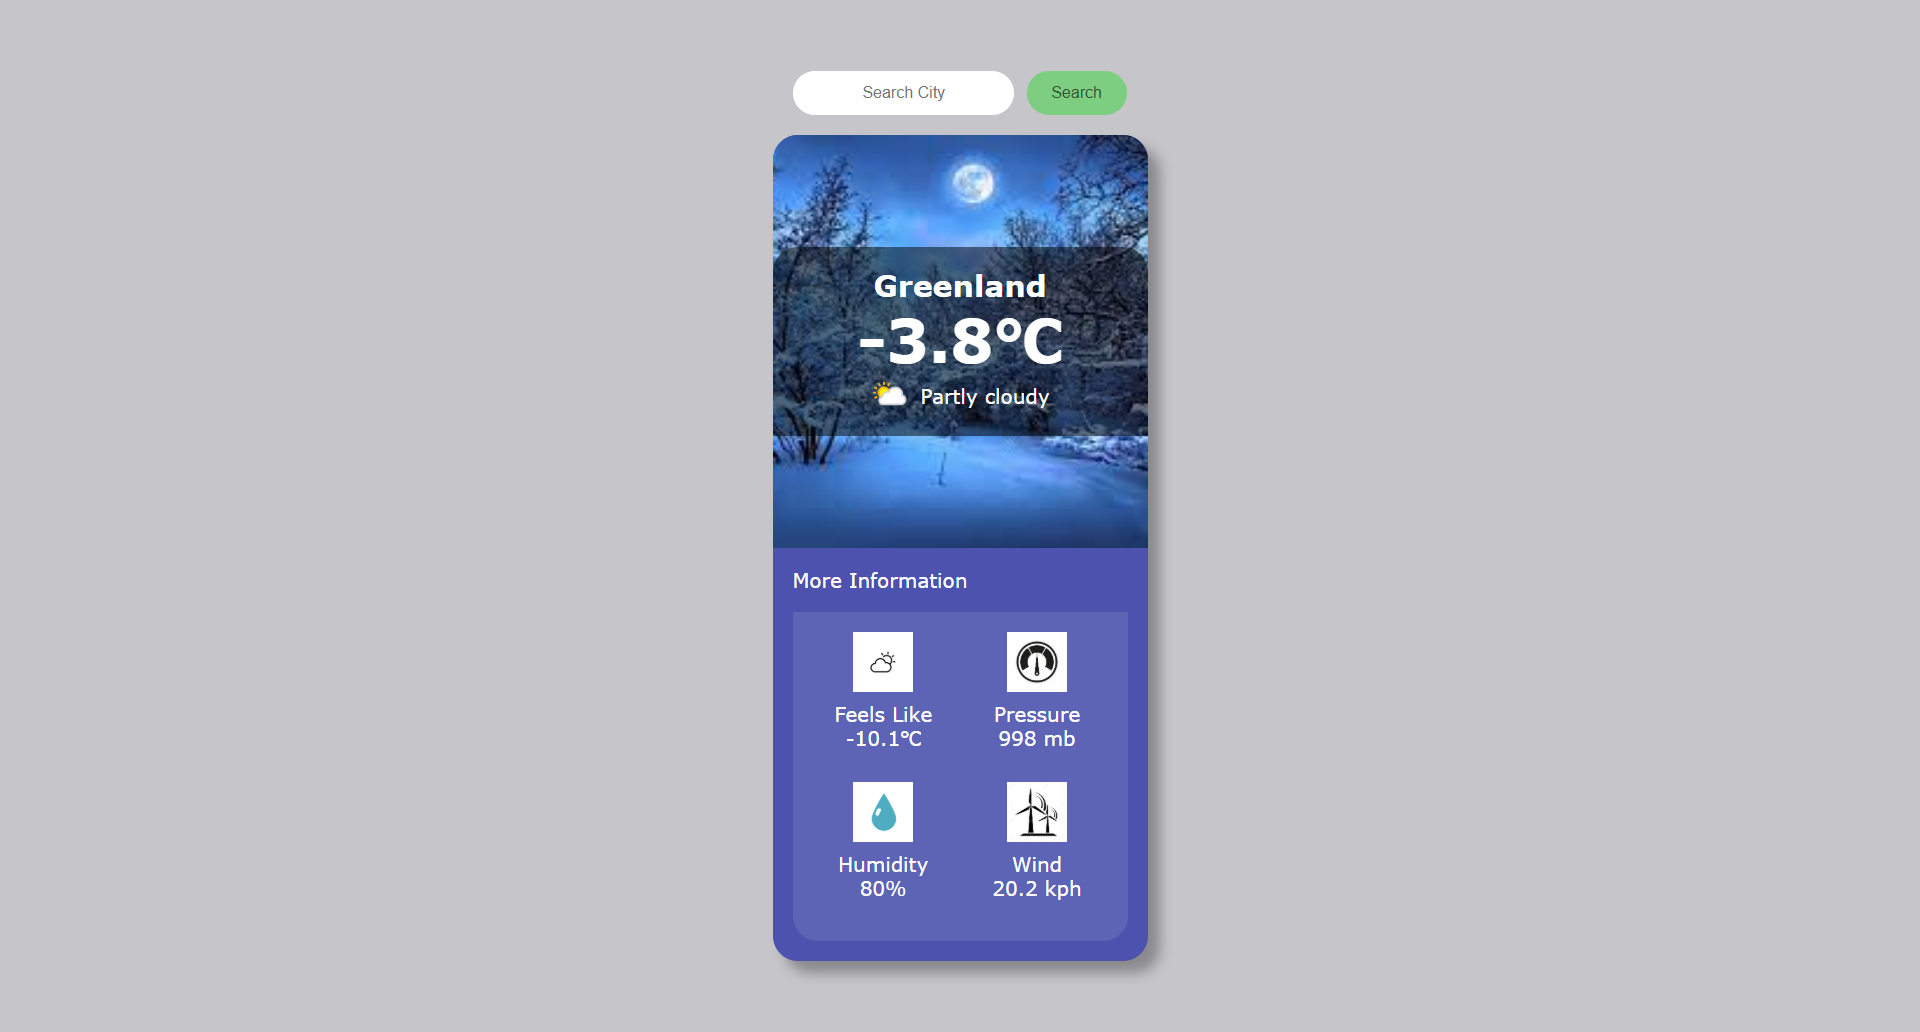 Search City
Search
Greenland
-3.8°C
Partly cloudy
More Information
Feels Like
-10.1°C
Pressure
998 mb
Humidity
80%
Wind
20.2 kph